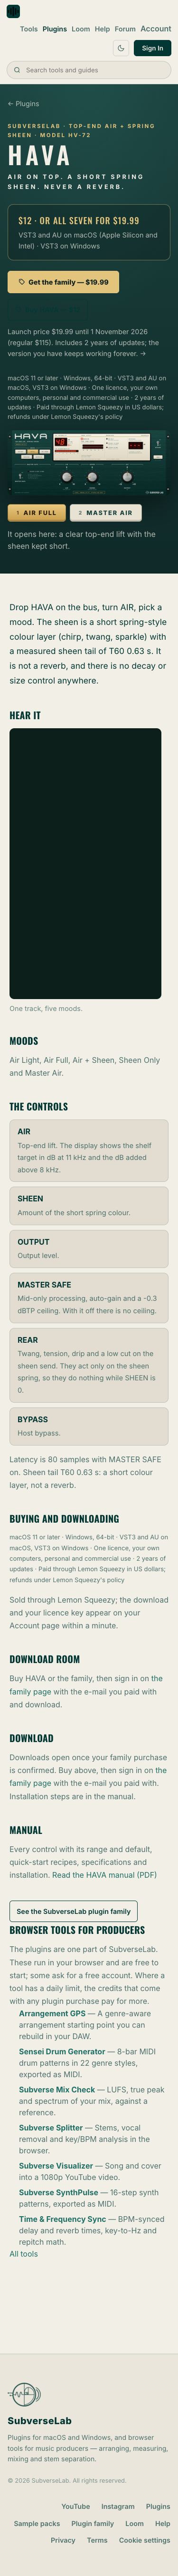 Tools Plugins Loom Help Forum Account
Sign In
Search tools and guides
← Plugins
SUBVERSELAB · TOP-END AIR + SPRING
SHEEN · MODEL HV-72
HAVA
AIR ON TOP. A SHORT SPRING
SHEEN. NEVER A REVERB.
$12 · OR ALL SEVEN FOR $19.99
VST3 and AU on macOS (Apple Silicon and
Intel) · VST3 on Windows
Get the family — $19.99
Launch price $19.99 until 1 November 2026
(regular $115). Includes 2 years of updates; the
version you have keeps working forever. →
macOS 11 or later · Windows, 64-bit · VST3 and AU on
macOS, VST3 on Windows · One licence, your own
computers, personal and commercial use · 2 years of
updates · Paid through Lemon Squeezy in US dollars;
refunds under Lemon Squeezy's policy
HAVA
1 AIR FULL 2 MASTER AIR
It opens here: a clear top-end lift with the
sheen kept short.
Drop HAVA on the bus, turn AIR, pick a
mood. The sheen is a short spring-style
colour layer (chirp, twang, sparkle) with
a measured sheen tail of T60 0.63 s. It
is not a reverb, and there is no decay or
size control anywhere.
HEAR IT
One track, five moods.
MOODS
Air Light, Air Full, Air + Sheen, Sheen Only
and Master Air.
THE CONTROLS
AIR
Top-end lift. The display shows the shelf
target in dB at 11 kHz and the dB added
above 8 kHz.
SHEEN
Amount of the short spring colour.
OUTPUT
Output level.
MASTER SAFE
Mid-only processing, auto-gain and a -0.3
dBTP ceiling. With it off there is no ceiling.
REAR
Twang, tension, drip and a low cut on the
sheen send. They act only on the sheen
spring, so they do nothing while SHEEN is
0.
BYPASS
Host bypass.
Latency is 80 samples with MASTER SAFE
on. Sheen tail T60 0.63 s: a short colour
layer, not a reverb.
BUYING AND DOWNLOADING
macOS 11 or later · Windows, 64-bit · VST3 and AU on
macOS, VST3 on Windows · One licence, your own
computers, personal and commercial use · 2 years of
updates · Paid through Lemon Squeezy in US dollars;
refunds under Lemon Squeezy's policy
Sold through Lemon Squeezy; the download
and your licence key appear on your
Account page within a minute.
DOWNLOAD ROOM
Buy HAVA or the family, then sign in on the
family page with the e-mail you paid with
and download.
DOWNLOAD
Downloads open once your family purchase
is confirmed. Buy above, then sign in on the
family page with the e-mail you paid with.
Installation steps are in the manual.
MANUAL
Every control with its range and default,
quick-start recipes, specifications and
installation. Read the HAVA manual (PDF)
See the SubverseLab plugin family
BROWSER TOOLS FOR PRODUCERS
The plugins are one part of SubverseLab.
These run in your browser and are free to
start; some ask for a free account. Where a
tool has a daily limit, the credits that come
with any plugin purchase pay for more.
Arrangement GPS — A genre-aware
arrangement starting point you can
rebuild in your DAW.
Sensei Drum Generator — 8-bar MIDI
drum patterns in 22 genre styles,
exported as MIDI.
Subverse Mix Check — LUFS, true peak
and spectrum of your mix, against a
reference.
Subverse Splitter — Stems, vocal
removal and key/BPM analysis in the
browser.
Subverse Visualizer — Song and cover
into a 1080p YouTube video.
Subverse SynthPulse — 16-step synth
patterns, exported as MIDI.
Time & Frequency Sync — BPM-synced
delay and reverb times, key-to-Hz and
repitch math.
All tools
SubverseLab
Plugins for macOS and Windows, and browser
tools for music producers — arranging, measuring,
mixing and stem separation.
© 2026 SubverseLab. All rights reserved.
YouTube Instagram Plugins
Sample packs Plugin family Loom Help
Privacy Terms Cookie settings